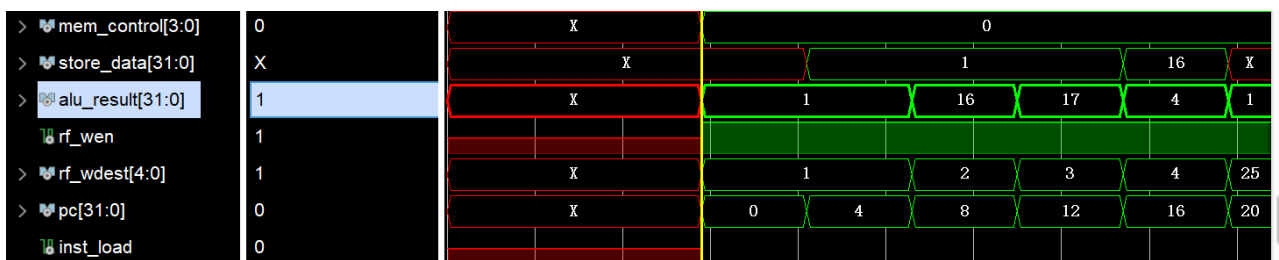 mem_control[3:0] 0 X 0
store_data[31:0] X X 1 16 X
alu_result[31:0] 1 X 1 16 17 4 1
rf_wen 1
rf_wdest[4:0] 1 X 1 2 3 4 25
pc[31:0] 0 X 0 4 8 12 16 20
inst_load 0